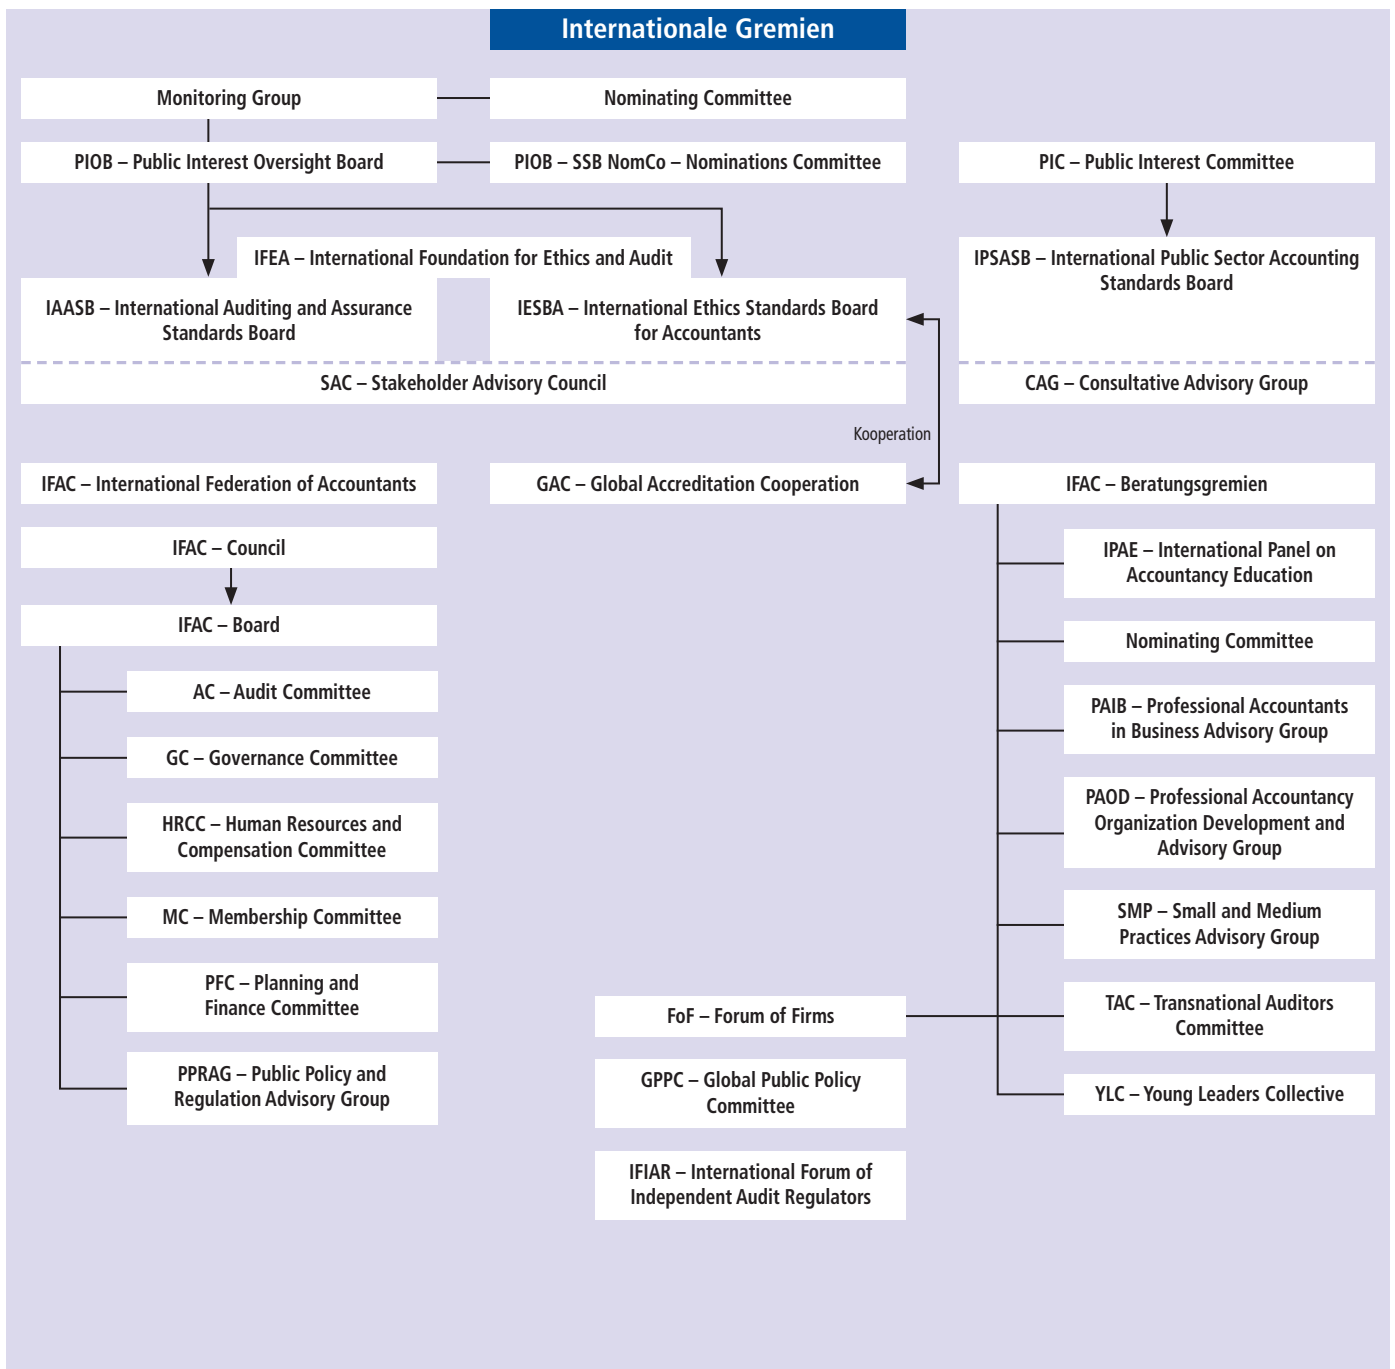 Internationale Gremien
Monitoring Group
Nominating Committee
PIOB – Public Interest Oversight Board
PIOB – SSB NomCo – Nominations Committee
PIC – Public Interest Committee
IFEA – International Foundation for Ethics and Audit
IAASB – International Auditing and Assurance
Standards Board
IESBA – International Ethics Standards Board
for Accountants
IPSASB – International Public Sector Accounting
Standards Board
SAC – Stakeholder Advisory Council
CAG – Consultative Advisory Group
Kooperation
IFAC – International Federation of Accountants
GAC – Global Accreditation Cooperation
IFAC – Beratungsgremien
IFAC – Council
IFAC – Board
AC – Audit Committee
GC – Governance Committee
HRCC – Human Resources and
Compensation Committee
MC – Membership Committee
PFC – Planning and
Finance Committee
PPRAG – Public Policy and
Regulation Advisory Group
FoF – Forum of Firms
GPPC – Global Public Policy
Committee
IFIAR – International Forum of
Independent Audit Regulators
IPAE – International Panel on
Accountancy Education
Nominating Committee
PAIB – Professional Accountants
in Business Advisory Group
PAOD – Professional Accountancy
Organization Development and
Advisory Group
SMP – Small and Medium
Practices Advisory Group
TAC – Transnational Auditors
Committee
YLC – Young Leaders Collective